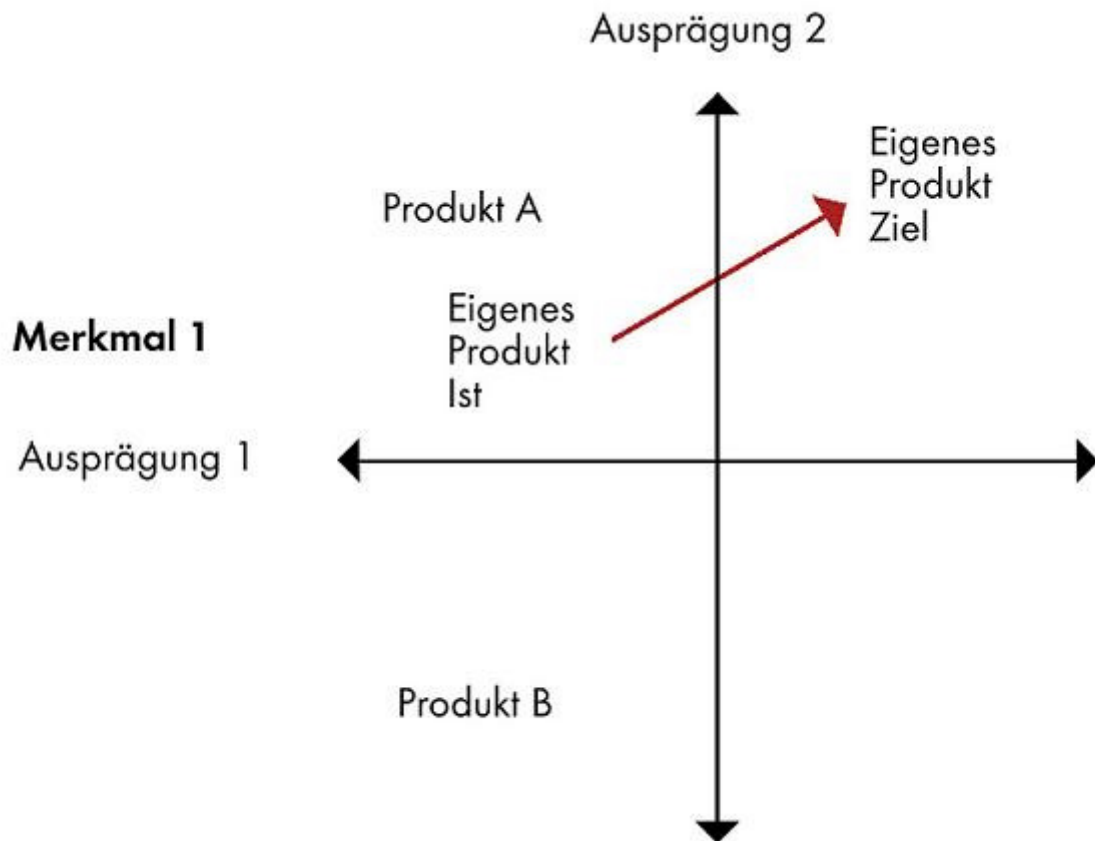 Ausprägung 2
Eigenes
Produkt
Ziel
Produkt A
Eigenes
Produkt
Ist
Merkmal 1
Ausprägung 1
Produkt B